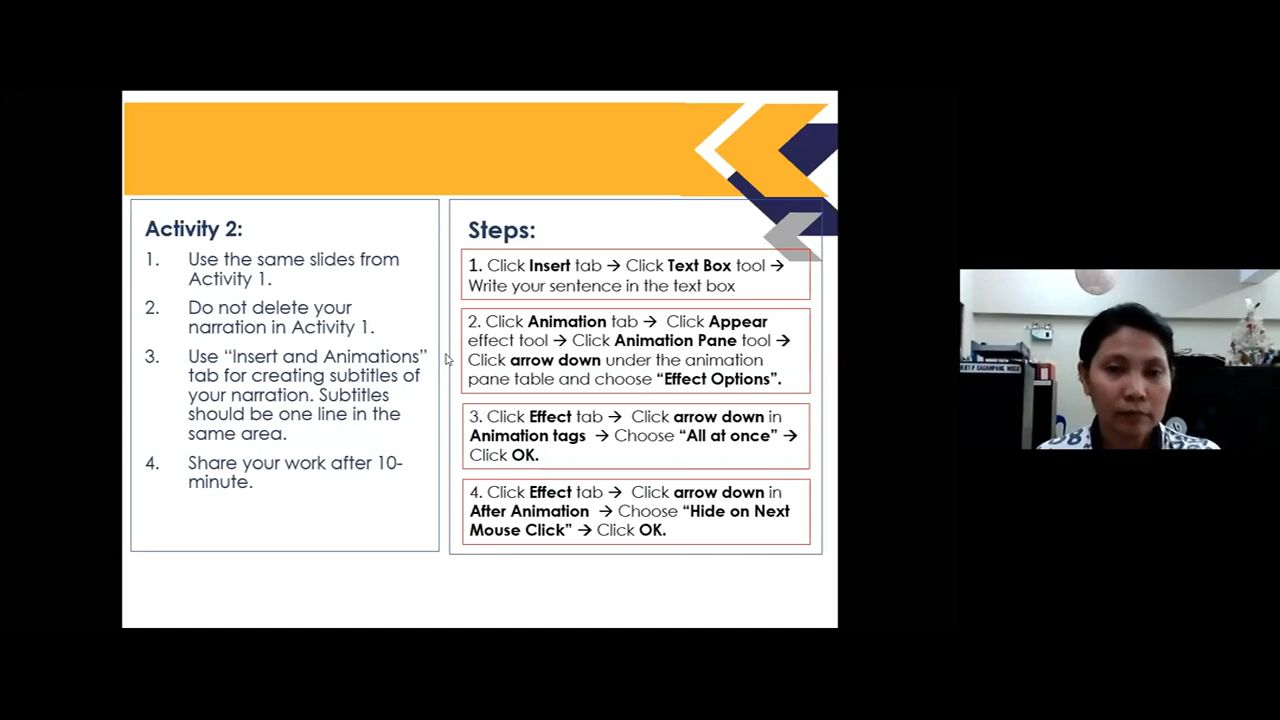 Activity 2:
1. Use the same slides from
Activity 1.
2. Do not delete your
narration in Activity 1.
3. Use “Insert and Animations”
tab for creating subtitles of
your narration. Subtitles
should be one line in the
same area.
4. Share your work after 10-
minute.
Steps:
1. Click Insert tab → Click Text Box tool →
Write your sentence in the text box
2. Click Animation tab → Click Appear
effect tool → Click Animation Pane tool →
Click arrow down under the animation
pane table and choose “Effect Options”.
3. Click Effect tab → Click arrow down in
Animation tags → Choose “All at once” →
Click OK.
4. Click Effect tab → Click arrow down in
After Animation → Choose “Hide on Next
Mouse Click” → Click OK.